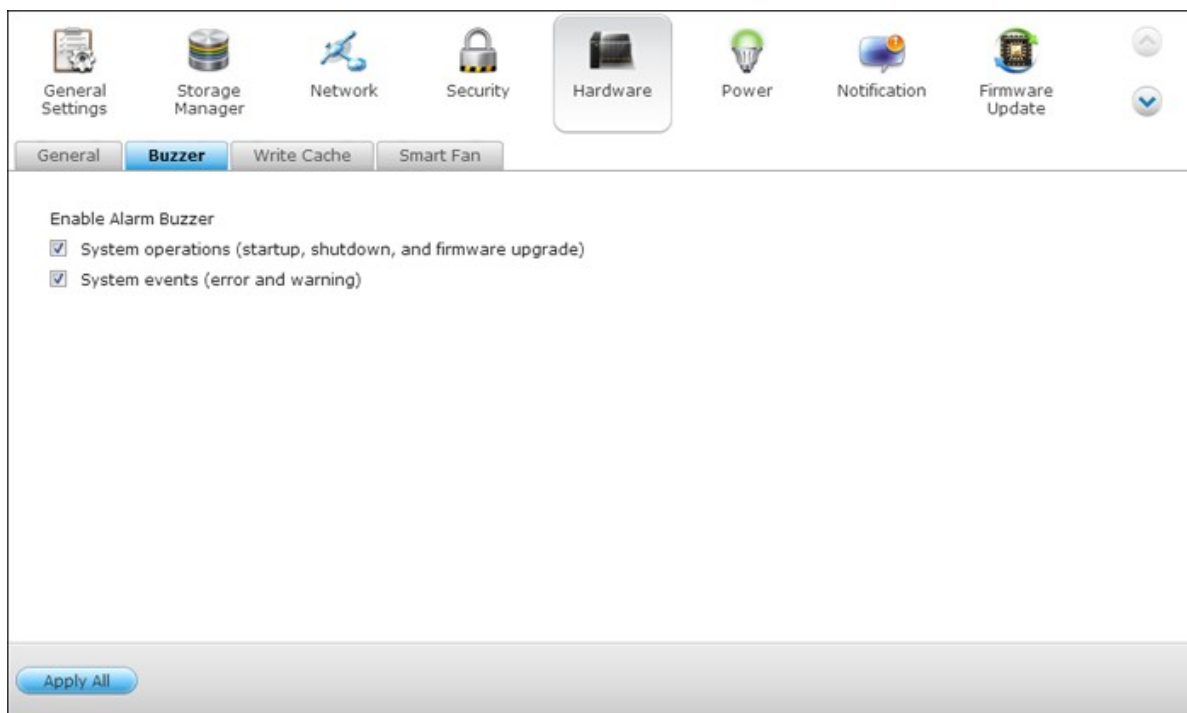 General Settings
Storage Manager
Network
Security
Hardware
Power
Notification
Firmware Update
General
Buzzer
Write Cache
Smart Fan
Enable Alarm Buzzer
System operations (startup, shutdown, and firmware upgrade)
System events (error and warning)
Apply All